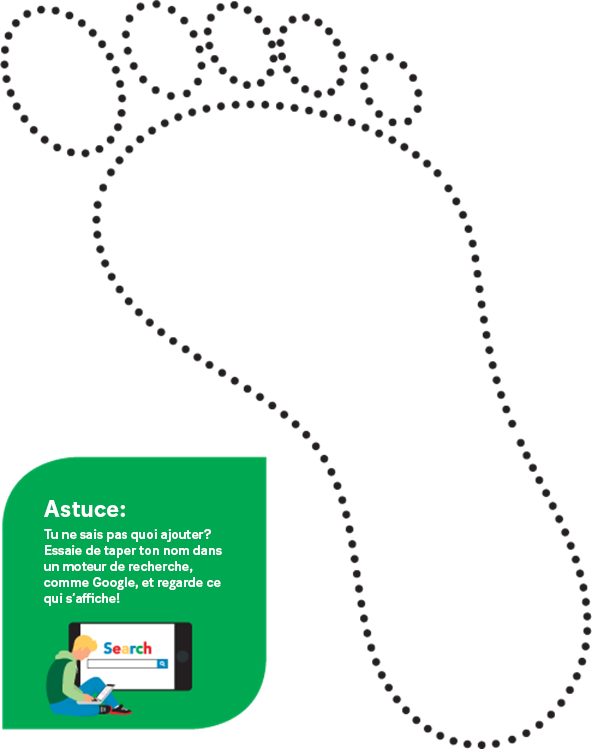 Astuce:
Tu ne sais pas quoi ajouter?
Essaie de taper ton nom dans
un moteur de recherche,
comme Google, et regarde ce
qui s'affiche!
Search